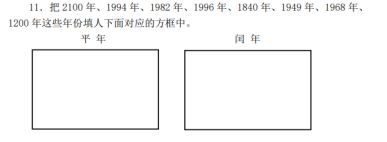 11. 把 2100 年、1994 年、1982 年、1996 年、1840 年、1949 年、1968 年、
1200 年这些年份填人下面对应的方框中。
平 年 闰 年